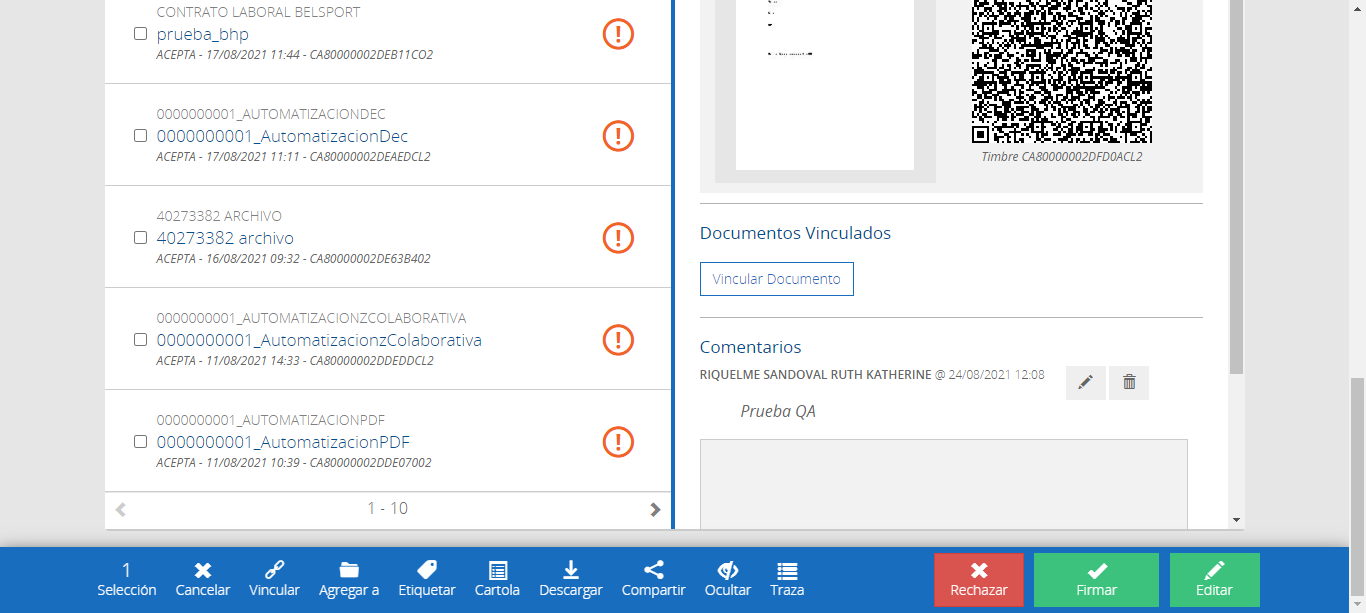 CONTRATO LABORAL BELSPORT
prueba_bhp
ACEPTA - 17/08/2021 11:44 - CA80000002DEB11CO2
0000000001_AUTOMATIZACIONDEC
0000000001_AutomatizacionDec
ACEPTA - 17/08/2021 11:11 - CA80000002DEAEDCL2
40273382 ARCHIVO
40273382 archivo
ACEPTA - 16/08/2021 09:32 - CA80000002DE63B402
0000000001_AUTOMATIZACIONZCOLABORATIVA
0000000001_AutomatizacionzColaborativa
ACEPTA - 11/08/2021 14:33 - CA80000002DDEDDCL2
0000000001_AUTOMATIZACIONPDF
0000000001_AutomatizacionPDF
ACEPTA - 11/08/2021 10:39 - CA80000002DDE07002
1 - 10
Timbre CA80000002DFD0ACL2
Documentos Vinculados
Vincular Documento
Comentarios
RIQUELME SANDOVAL RUTH KATHERINE @ 24/08/2021 12:08
Prueba QA
1
Selección Cancelar Vincular Agregar a Etiquetar Cartola Descargar Compartir Ocultar Traza Rechazar Firmar Editar